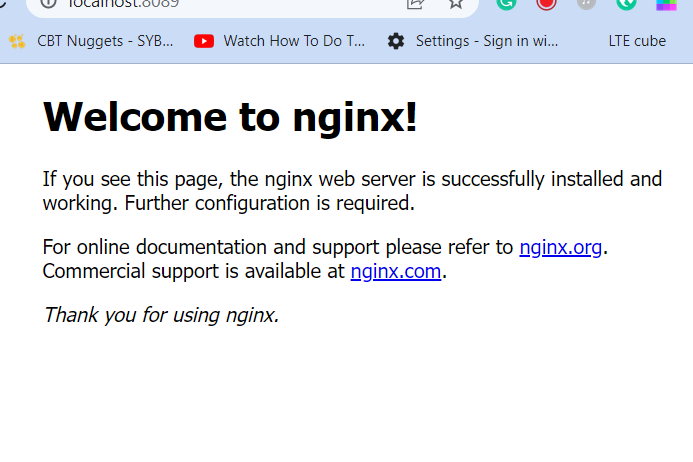 localhost:8089
CBT Nuggets - SYB... Watch How To Do T... Settings - Sign in wi... LTE cube
Welcome to nginx!
If you see this page, the nginx web server is successfully installed and
working. Further configuration is required.
For online documentation and support please refer to nginx.org.
Commercial support is available at nginx.com.
Thank you for using nginx.